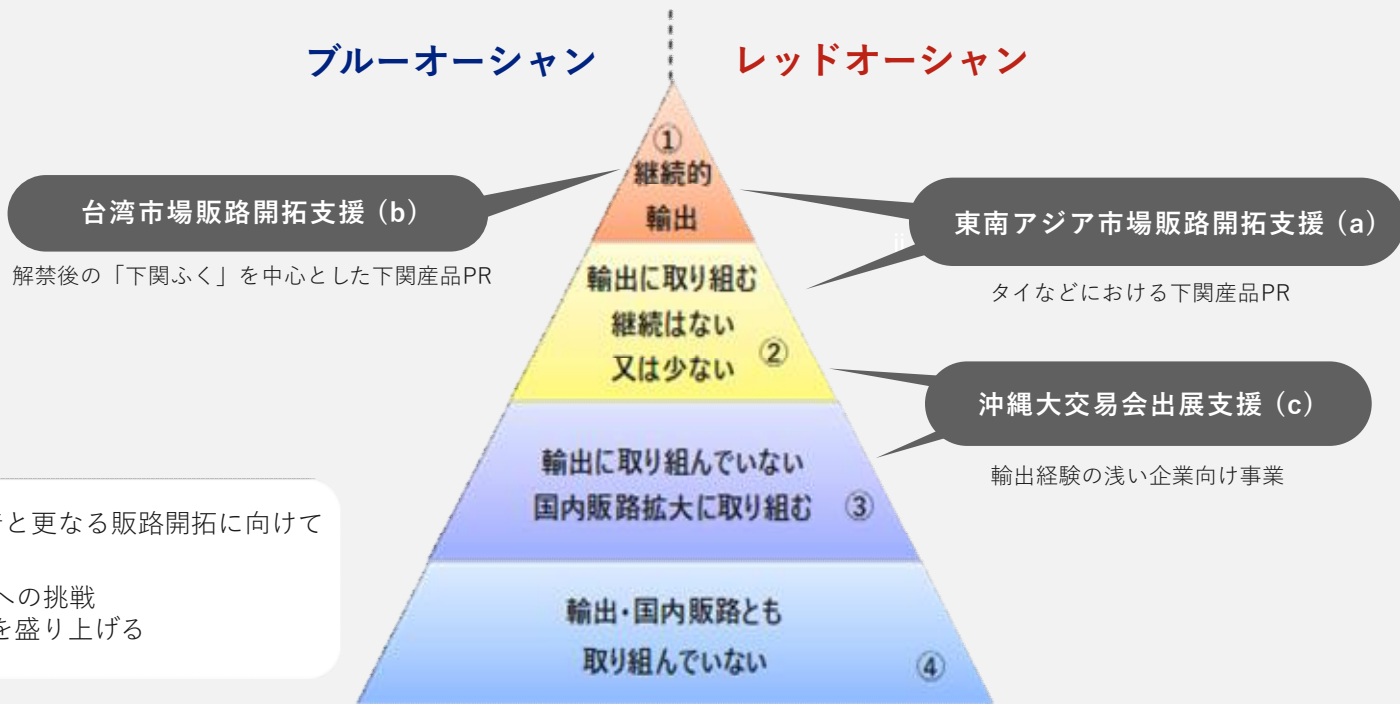 ブルーオーシャン
レッドオーシャン
①
継続的
輸出
台湾市場販路開拓支援（b）
解禁後の「下関ふく」を中心とした下関産品PR
東南アジア市場販路開拓支援（a）
タイなどにおける下関産品PR
輸出に取り組む
継続はない
又は少ない ②
沖縄大交易会出展支援（c）
輸出経験の浅い企業向け事業
輸出に取り組んでいない
国内販路拡大に取り組む ③
と更なる販路開拓に向けて
への挑戦
を盛り上げる
輸出・国内販路とも
取り組んでいない ④